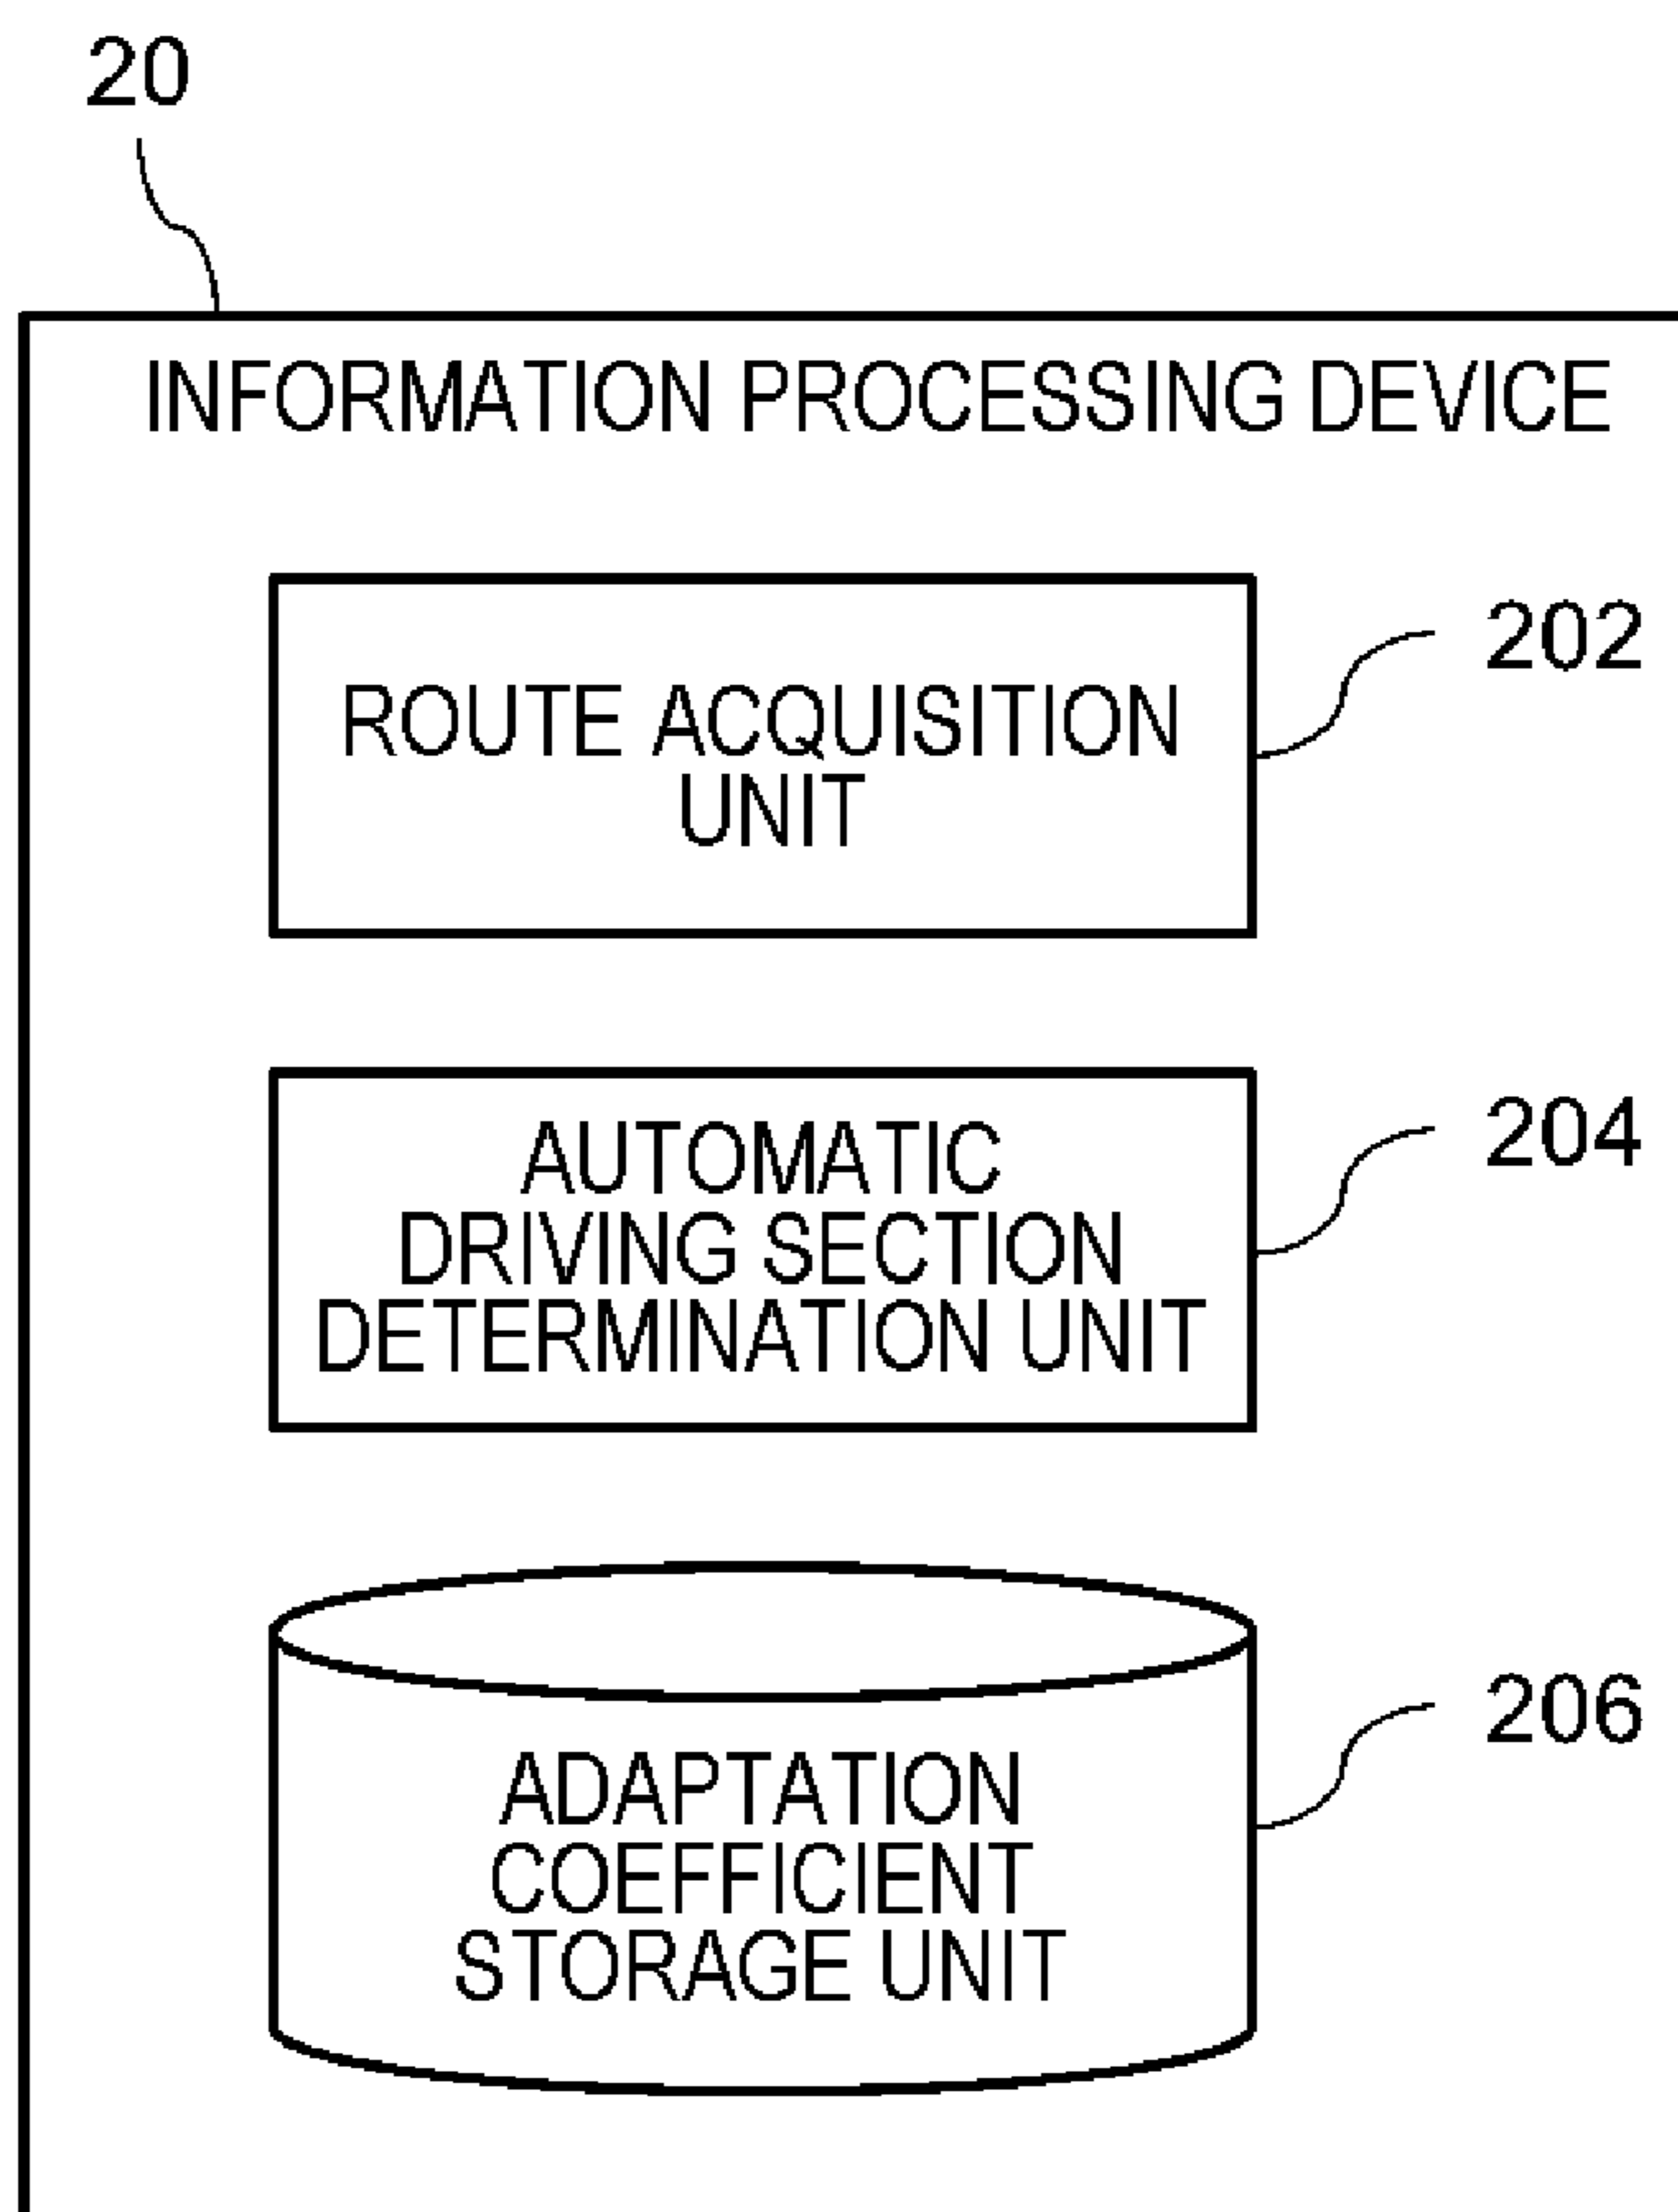 20
INFORMATION PROCESSING DEVICE
ROUTE ACQUISITION
UNIT
202
AUTOMATIC
DRIVING SECTION
DETERMINATION UNIT
204
ADAPTATION
COEFFICIENT
STORAGE UNIT
206